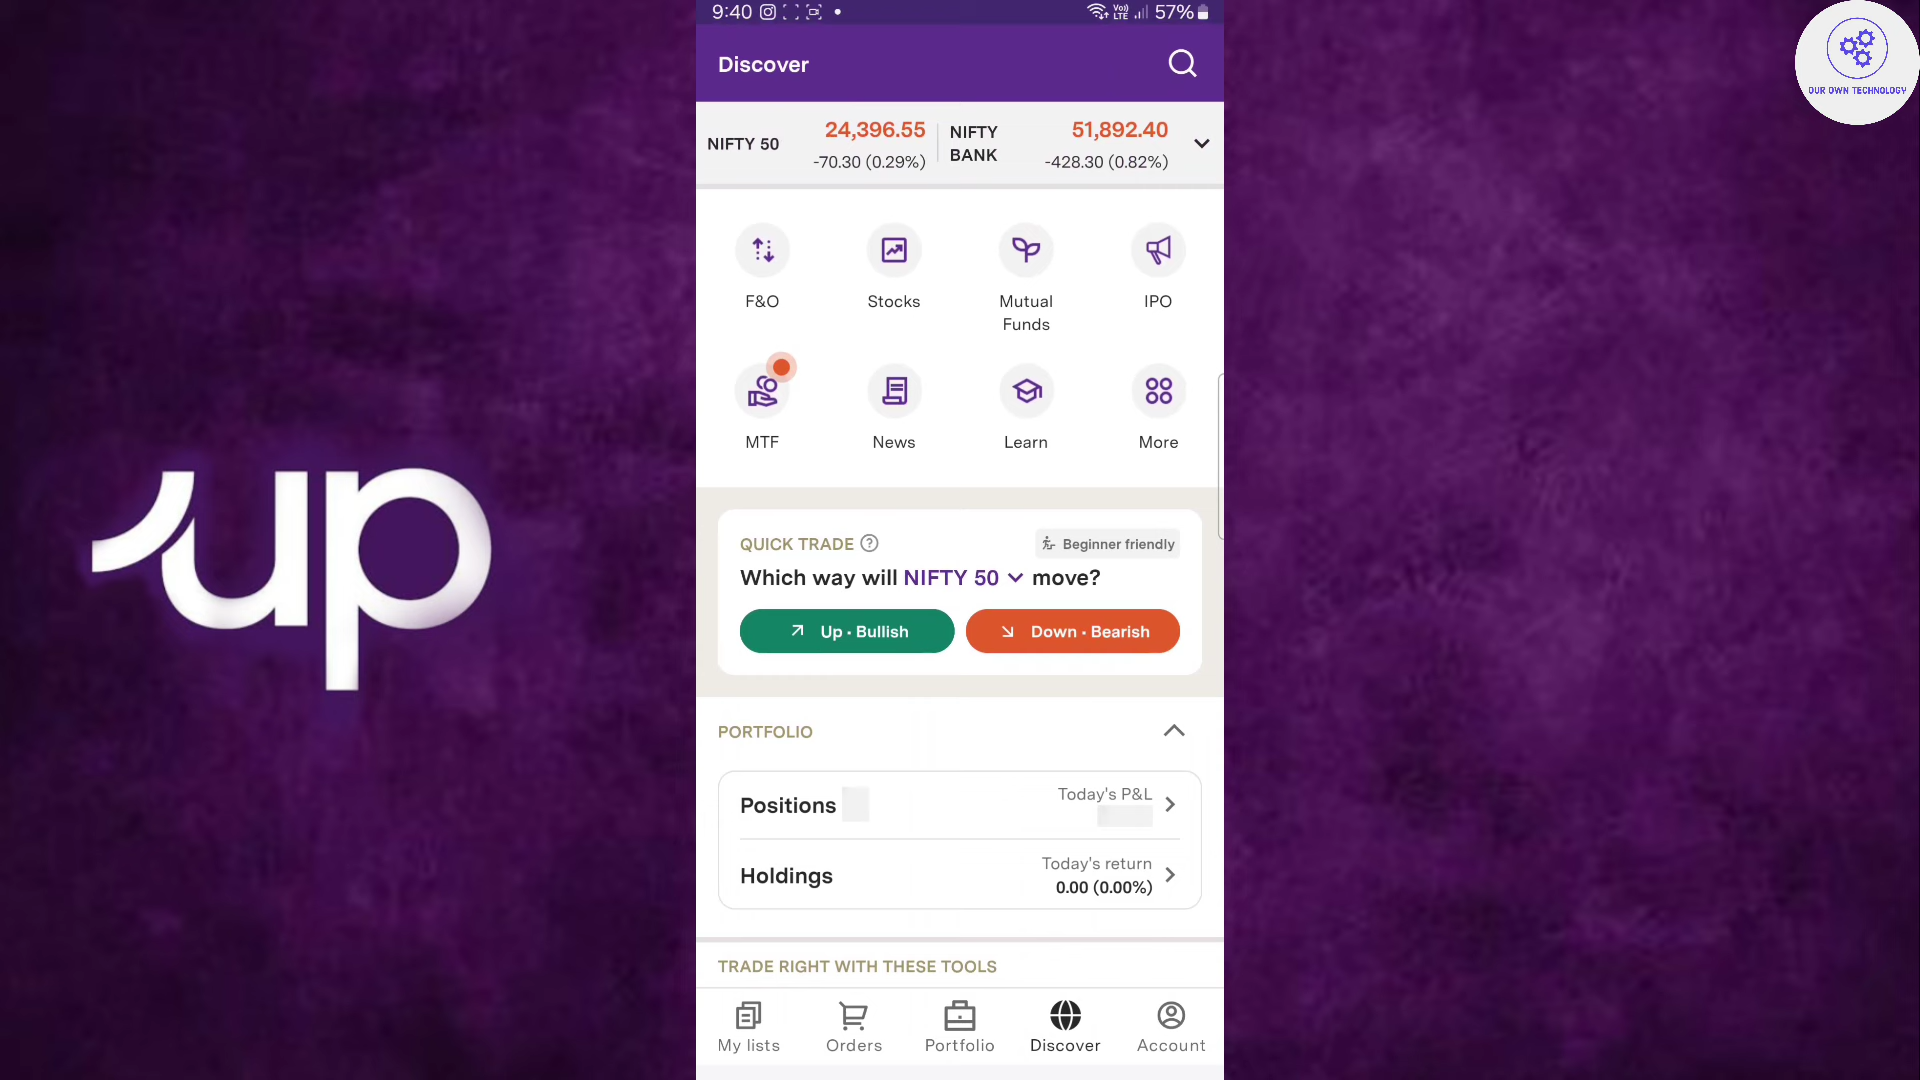 9:40
Vo)
LTE
57%
Discover
OUR OWN TECHNOLOGY
NIFTY 50
24,396.55
-70.30 (0.29%)
NIFTY
BANK
51,892.40
-428.30 (0.82%)
F&O
Stocks
Mutual
Funds
IPO
MTF
News
Learn
More
up
QUICK TRADE ?
Beginner friendly
Which way will NIFTY 50 move?
Up • Bullish
Down • Bearish
PORTFOLIO
Positions
Today's P&L
Holdings
Today's return
0.00 (0.00%)
TRADE RIGHT WITH THESE TOOLS
My lists
Orders
Portfolio
Discover
Account